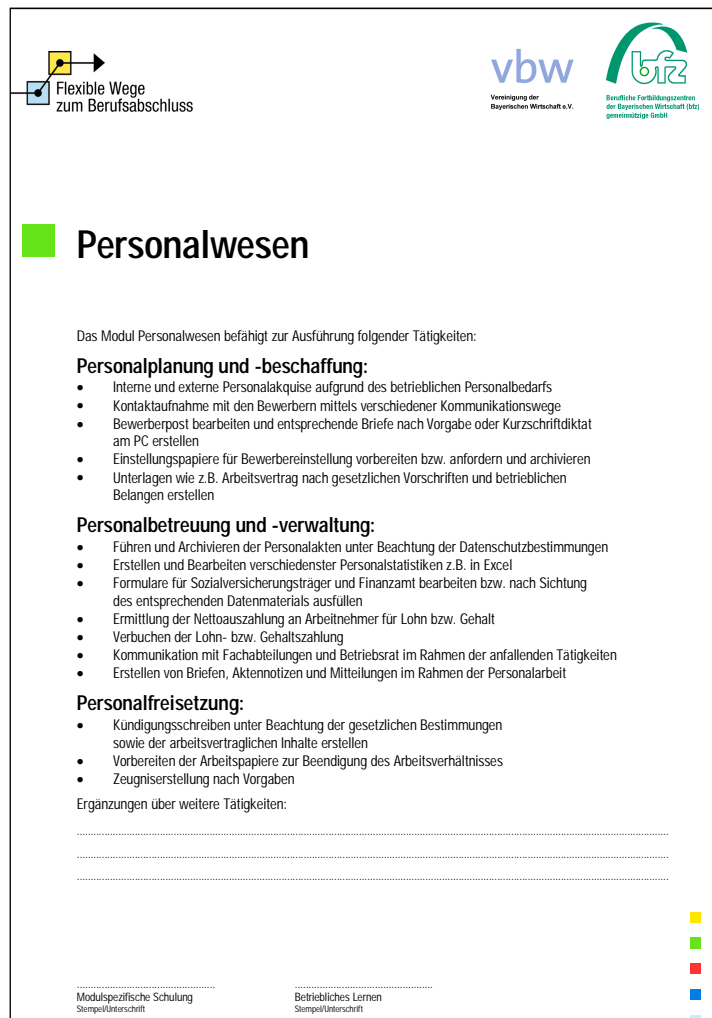 Flexible Wege
zum Berufsabschluss
vbw
Vereinigung der
Bayerischen Wirtschaft e.V.
bfz
Berufliche Fortbildungszentren
der Bayerischen Wirtschaft (bfz)
gemeinnützige GmbH
Personalwesen
Das Modul Personalwesen befähigt zur Ausführung folgender Tätigkeiten:
Personalplanung und -beschaffung:
• Interne und externe Personalakquise aufgrund des betrieblichen Personalbedarfs
• Kontaktaufnahme mit den Bewerbern mittels verschiedener Kommunikationswege
• Bewerberpost bearbeiten und entsprechende Briefe nach Vorgabe oder Kurzschriftdiktat
am PC erstellen
• Einstellungspapiere für Bewerbereinstellung vorbereiten bzw. anfordern und archivieren
• Unterlagen wie z.B. Arbeitsvertrag nach gesetzlichen Vorschriften und betrieblichen
Belangen erstellen
Personalbetreuung und -verwaltung:
• Führen und Archivieren der Personalakten unter Beachtung der Datenschutzbestimmungen
• Erstellen und Bearbeiten verschiedenster Personalstatistiken z.B. in Excel
• Formulare für Sozialversicherungsträger und Finanzamt bearbeiten bzw. nach Sichtung
des entsprechenden Datenmaterials ausfüllen
• Ermittlung der Nettoauszahlung an Arbeitnehmer für Lohn bzw. Gehalt
• Verbuchen der Lohn- bzw. Gehaltszahlung
• Kommunikation mit Fachabteilungen und Betriebsrat im Rahmen der anfallenden Tätigkeiten
• Erstellen von Briefen, Aktennotizen und Mitteilungen im Rahmen der Personalarbeit
Personalfreisetzung:
• Kündigungsschreiben unter Beachtung der gesetzlichen Bestimmungen
sowie der arbeitsvertraglichen Inhalte erstellen
• Vorbereiten der Arbeitspapiere zur Beendigung des Arbeitsverhältnisses
• Zeugniserstellung nach Vorgaben
Ergänzungen über weitere Tätigkeiten:
Modulspezifische Schulung
Stempel/Unterschrift
Betriebliches Lernen
Stempel/Unterschrift